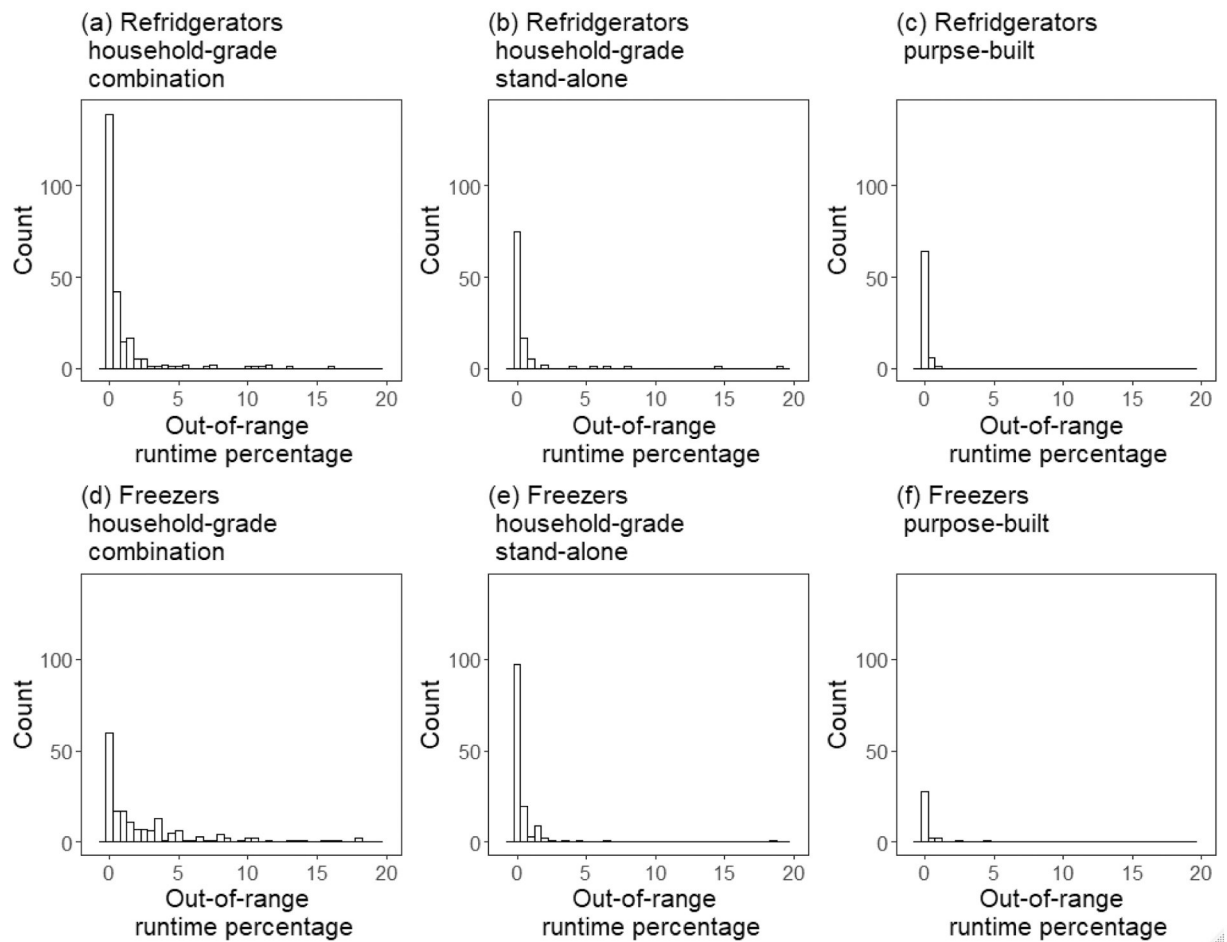 (a) Refridgerators
household-grade
combination
(b) Refridgerators
household-grade
stand-alone
(c) Refridgerators
purpse-built
100
50
0
Count
0 5 10 15 20
Out-of-range
runtime percentage
100
50
0
Count
0 5 10 15 20
Out-of-range
runtime percentage
100
50
0
Count
0 5 10 15 20
Out-of-range
runtime percentage
(d) Freezers
household-grade
combination
(e) Freezers
household-grade
stand-alone
(f) Freezers
purpose-built
100
50
0
Count
0 5 10 15 20
Out-of-range
runtime percentage
100
50
0
Count
0 5 10 15 20
Out-of-range
runtime percentage
100
50
0
Count
0 5 10 15 20
Out-of-range
runtime percentage